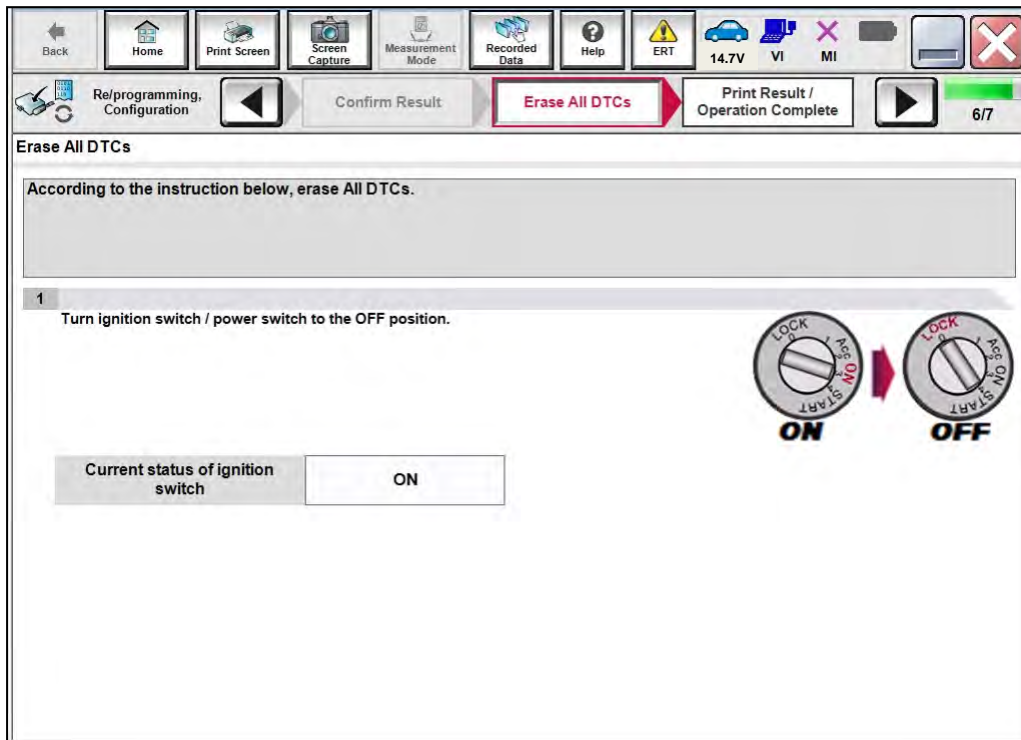 Back
Home
Print Screen
Screen
Capture
Measurement
Mode
Recorded
Data
Help
ERT
14.7V
VI
MI
Re/programming,
Configuration
Confirm Result
Erase All DTCs
Print Result /
Operation Complete
6/7
Erase All DTCs
According to the instruction below, erase All DTCs.
1
Turn ignition switch / power switch to the OFF position.
LOCK
Acc
ON
START
ON
LOCK
Acc
ON
START
OFF
Current status of ignition
switch
ON